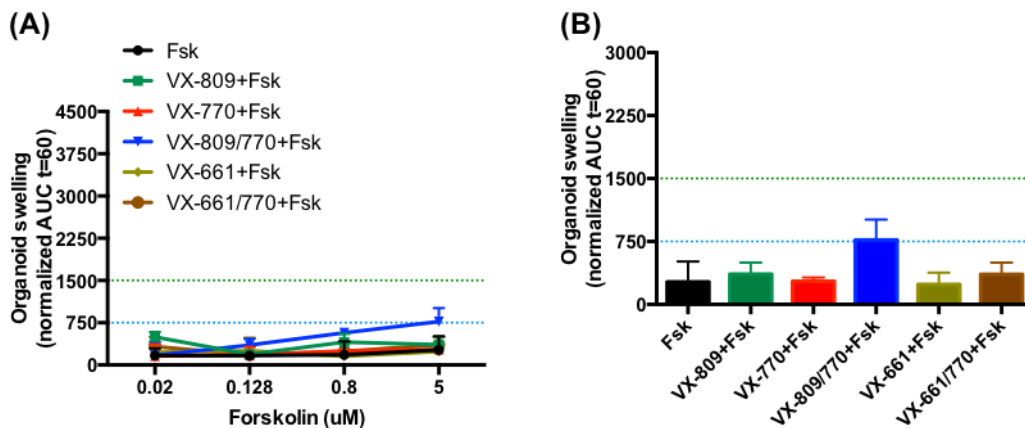 (A)
Fsk
VX-809+Fsk
VX-770+Fsk
VX-809/770+Fsk
VX-661+Fsk
VX-661/770+Fsk
Organoid swelling
(normalized AUC t=60)
4500
3750
3000
2250
1500
750
0
0.02 0.128 0.8 5
Forskolin (uM)
(B)
Organoid swelling
(normalized AUC t=60)
3000
2250
1500
750
0
Fsk
VX-809+Fsk
VX-770+Fsk
VX-809/770+Fsk
VX-661+Fsk
VX-661/770+Fsk